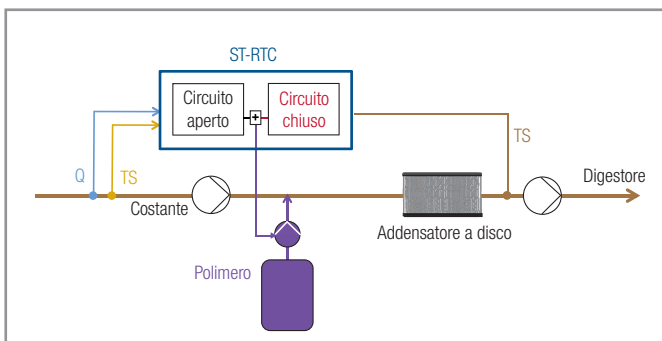 ST-RTC
Circuito
aperto
+
Circuito
chiuso
Q
TS
TS
Costante
Digestore
Addensatore a disco
Polimero